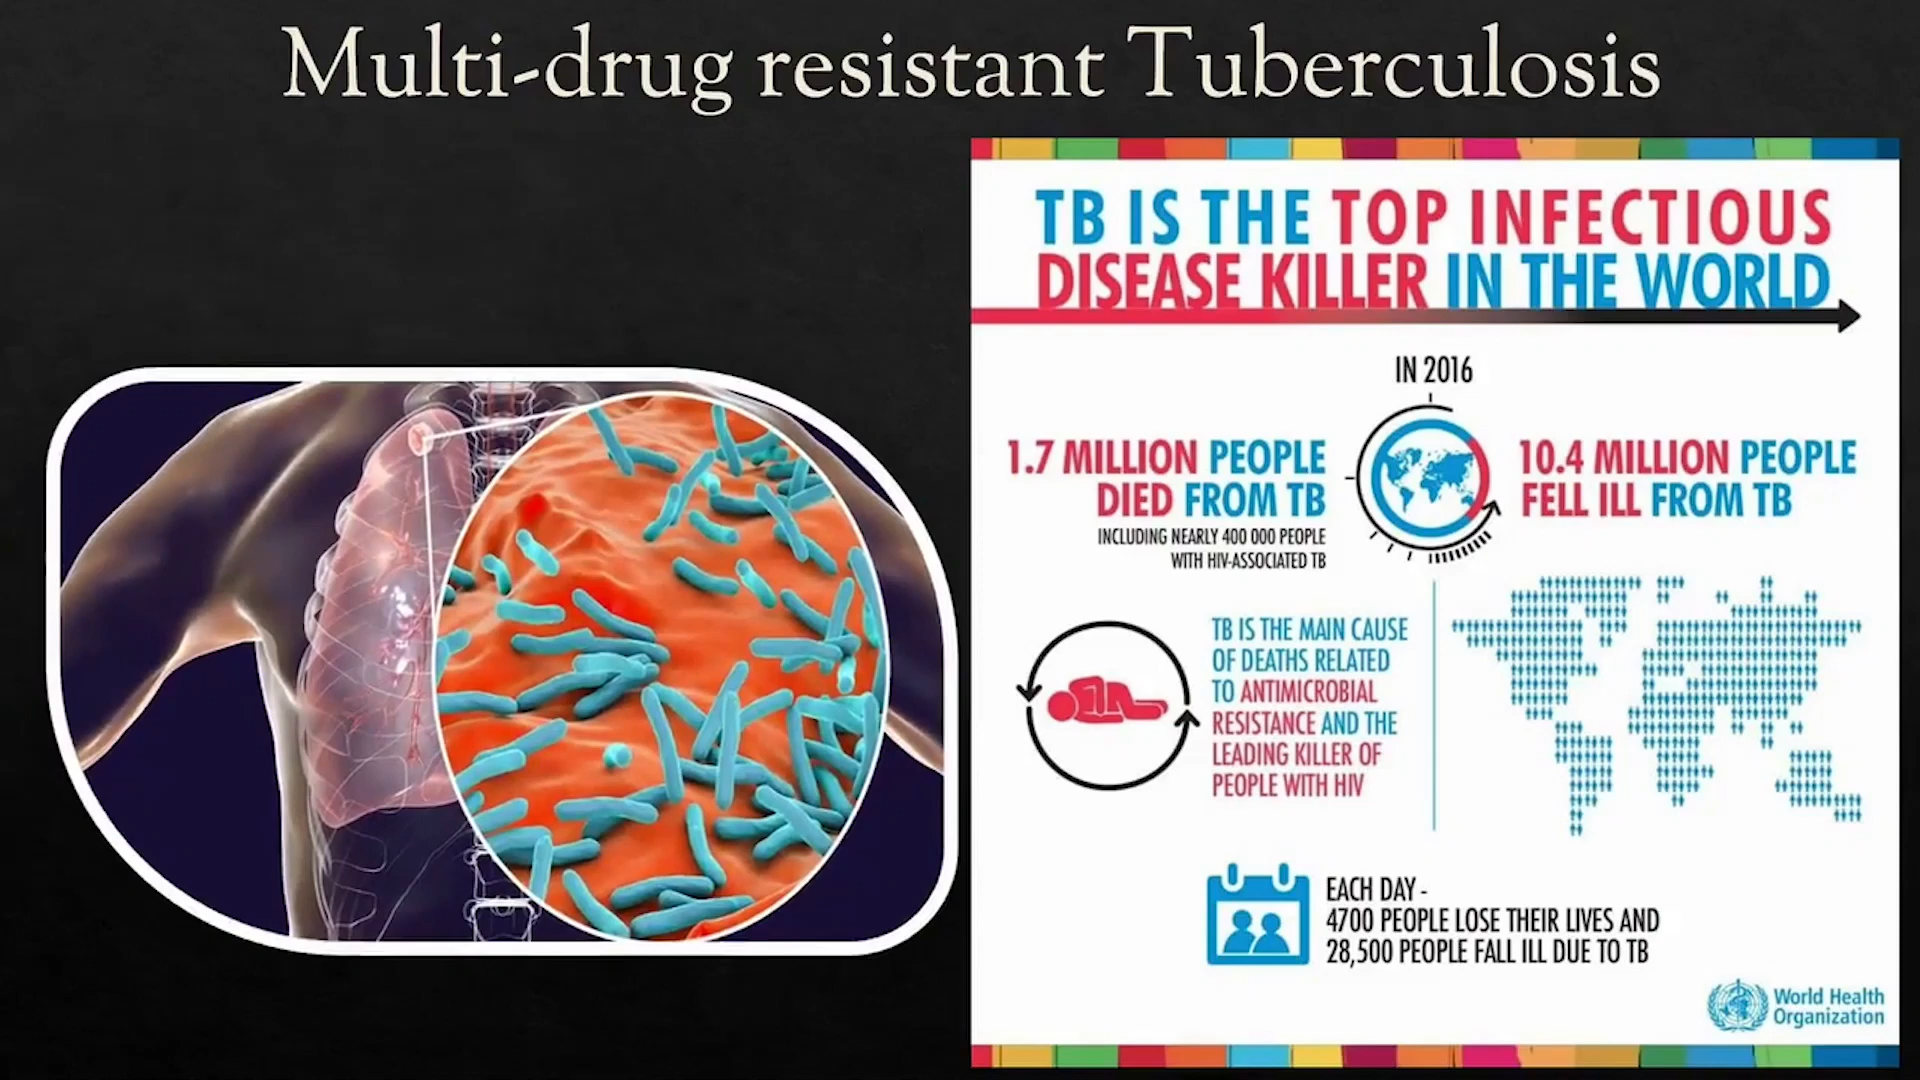 Multi-drug resistant Tuberculosis
TB IS THE TOP INFECTIOUS
DISEASE KILLER IN THE WORLD
IN 2016
1.7 MILLION PEOPLE
DIED FROM TB
INCLUDING NEARLY 400 000 PEOPLE
WITH HIV-ASSOCIATED TB
10.4 MILLION PEOPLE
FELL ILL FROM TB
TB IS THE MAIN CAUSE
OF DEATHS RELATED
TO ANTIMICROBIAL
RESISTANCE AND THE
LEADING KILLER OF
PEOPLE WITH HIV
EACH DAY -
4700 PEOPLE LOSE THEIR LIVES AND
28,500 PEOPLE FALL ILL DUE TO TB
World Health
Organization